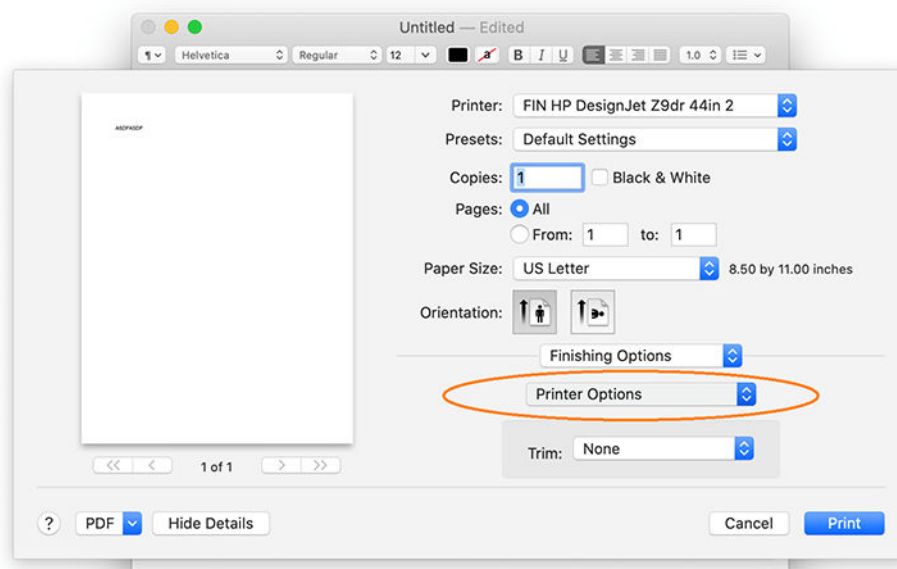 Untitled — Edited
¶ Helvetica Regular 12 a B I U 1.0
ASDFASDF
Printer: FIN HP DesignJet Z9dr 44in 2
Presets: Default Settings
Copies: 1 Black & White
Pages: All
From: 1 to: 1
Paper Size: US Letter 8.50 by 11.00 inches
Orientation:
Finishing Options
Printer Options
Trim: None
<< < 1 of 1 > >>
? PDF Hide Details Cancel Print